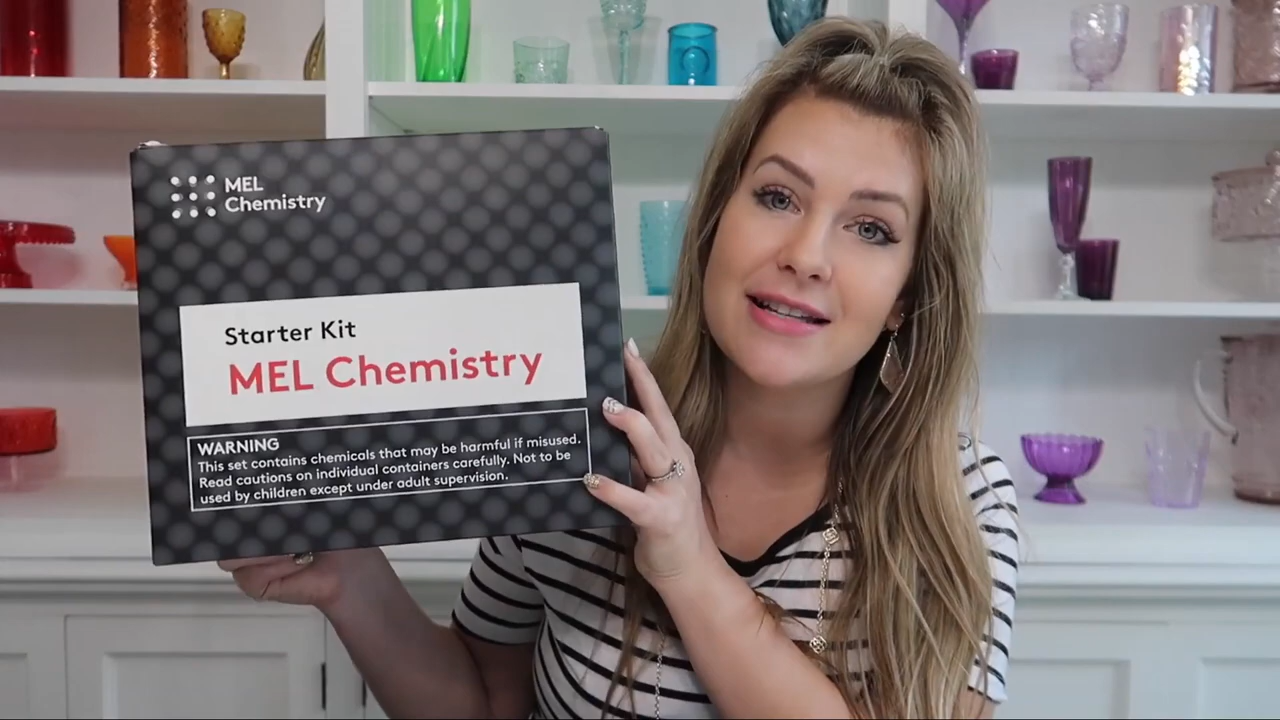 MEL
Chemistry
Starter Kit
MEL Chemistry
WARNING
This set contains chemicals that may be harmful if misused.
Read cautions on individual containers carefully. Not to be
used by children except under adult supervision.